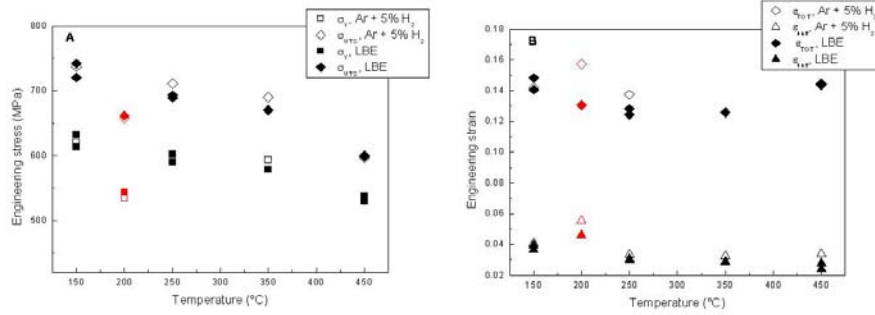 A
σY, Ar + 5% H2
σUTS, Ar + 5% H2
σY, LBE
σUTS, LBE
800
700
600
500
150 200 250 300 350 400 450
Engineering stress (MPa)
Temperature (°C)
B
εTOT, Ar + 5% H2
Ar + 5% H2
εTOT, LBE
LBE
0.18
0.16
0.14
0.12
0.10
0.08
0.06
0.04
0.02
150 200 250 300 350 400 450
Engineering strain
Temperature (°C)